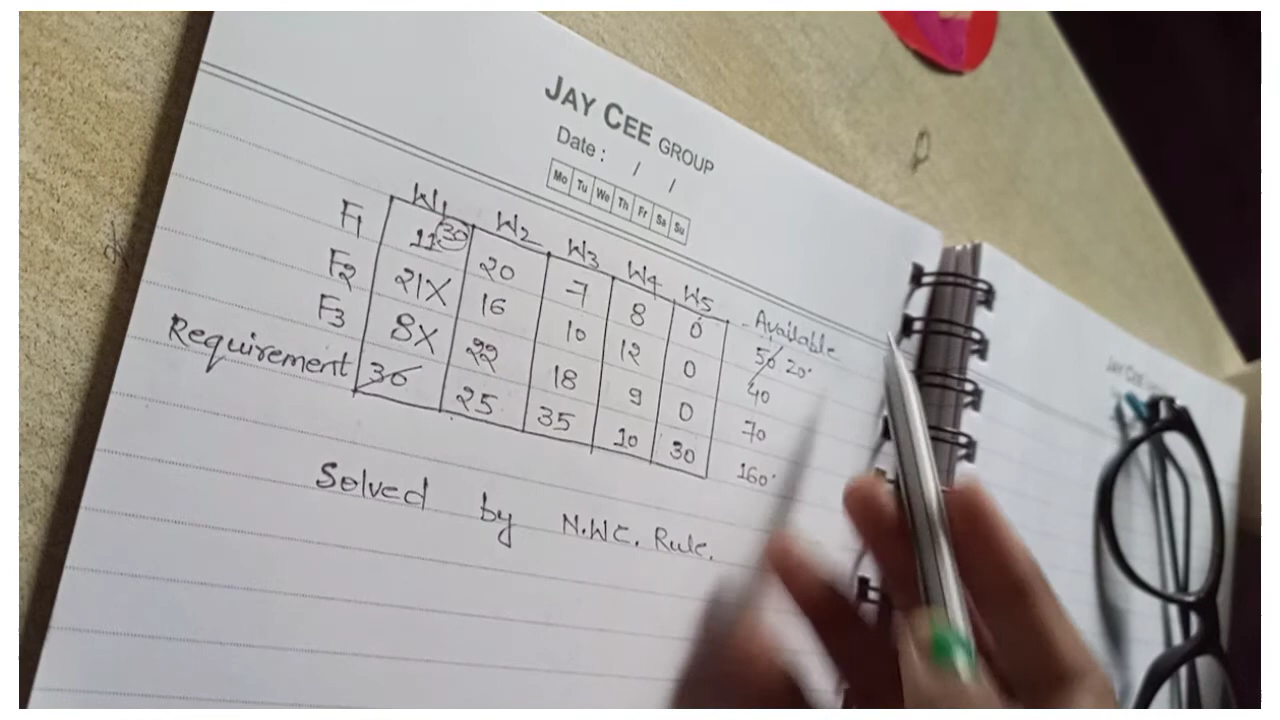 JAY CEE GROUP
Date : / /
Mo Tu We Th Fr Sa Su
W1 W2 W3 W4 W5 Available
F1 11 30 20 7 8 0 50 20
F2 21X 16 10 12 0 40
F3 8X 22 18 9 0 70
Requirement 30 25 35 10 30 160
Solved by N.W.C. Rule.
JAY CEE